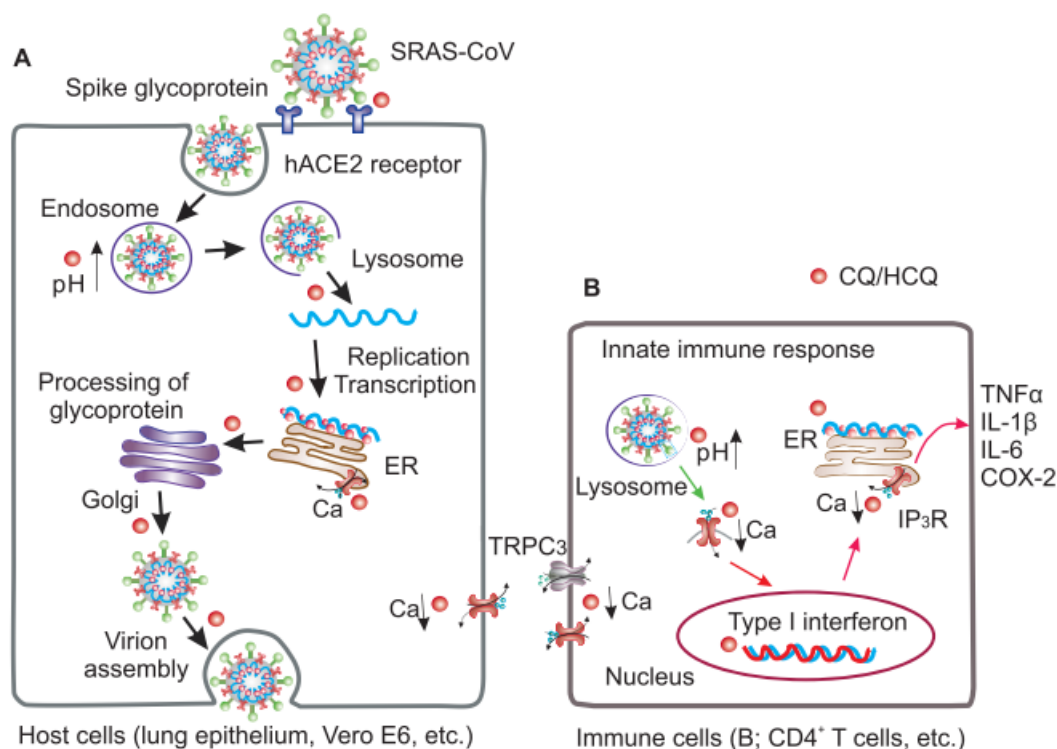 A
SRAS-CoV
Spike glycoprotein
hACE2 receptor
Endosome
pH
Lysosome
Replication
Transcription
Processing of
glycoprotein
ER
Ca
Golgi
Virion
assembly
Ca
Host cells (lung epithelium, Vero E6, etc.)
CQ/HCQ
B
Innate immune response
TNFα
IL-1β
IL-6
COX-2
ER
pH
Lysosome
Ca
Ca
IP₃R
TRPC3
Ca
Type I interferon
Nucleus
Immune cells (B; CD4⁺ T cells, etc.)